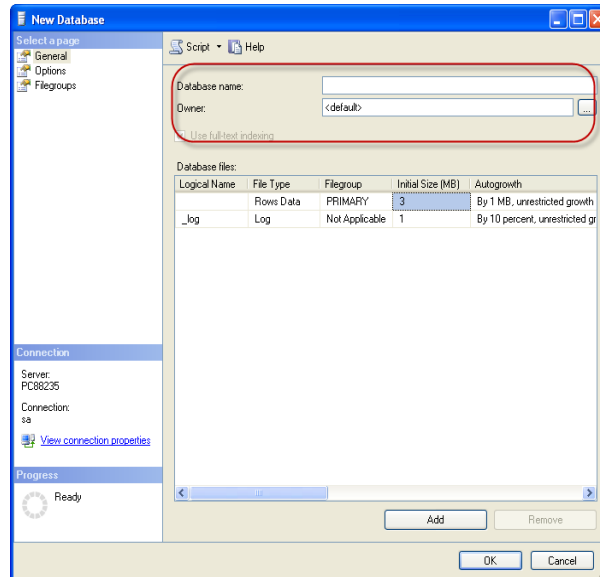 New Database
Select a page
General
Options
Filegroups
Script Help
Database name:
Owner: <default> ...
Use full-text indexing
Database files:
Logical Name File Type Filegroup Initial Size (MB) Autogrowth
Rows Data PRIMARY 3 By 1 MB, unrestricted growth
_log Log Not Applicable 1 By 10 percent, unrestricted gr
Connection
Server:
PC88235
Connection:
sa
View connection properties
Progress
Ready
Add Remove
OK Cancel